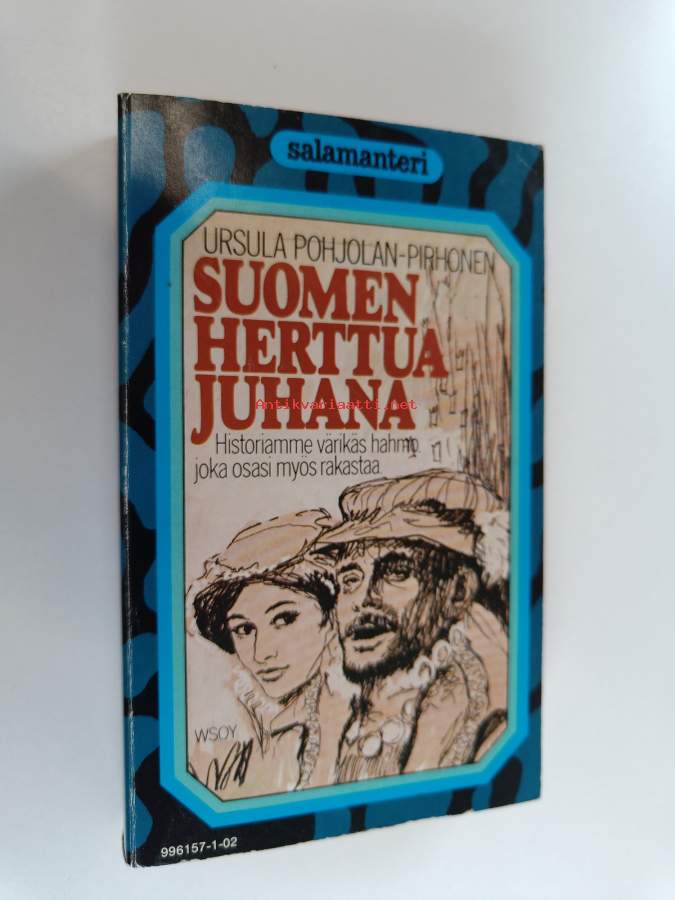 salamanteri
URSULA POHJOLAN-PIRHONEN
SUOMEN
HERTTUA
JUHANA
Antikvariaatti.net
Historiamme värikäs hahmo,
joka osasi myös rakastaa.
WSOY
996157-1-02